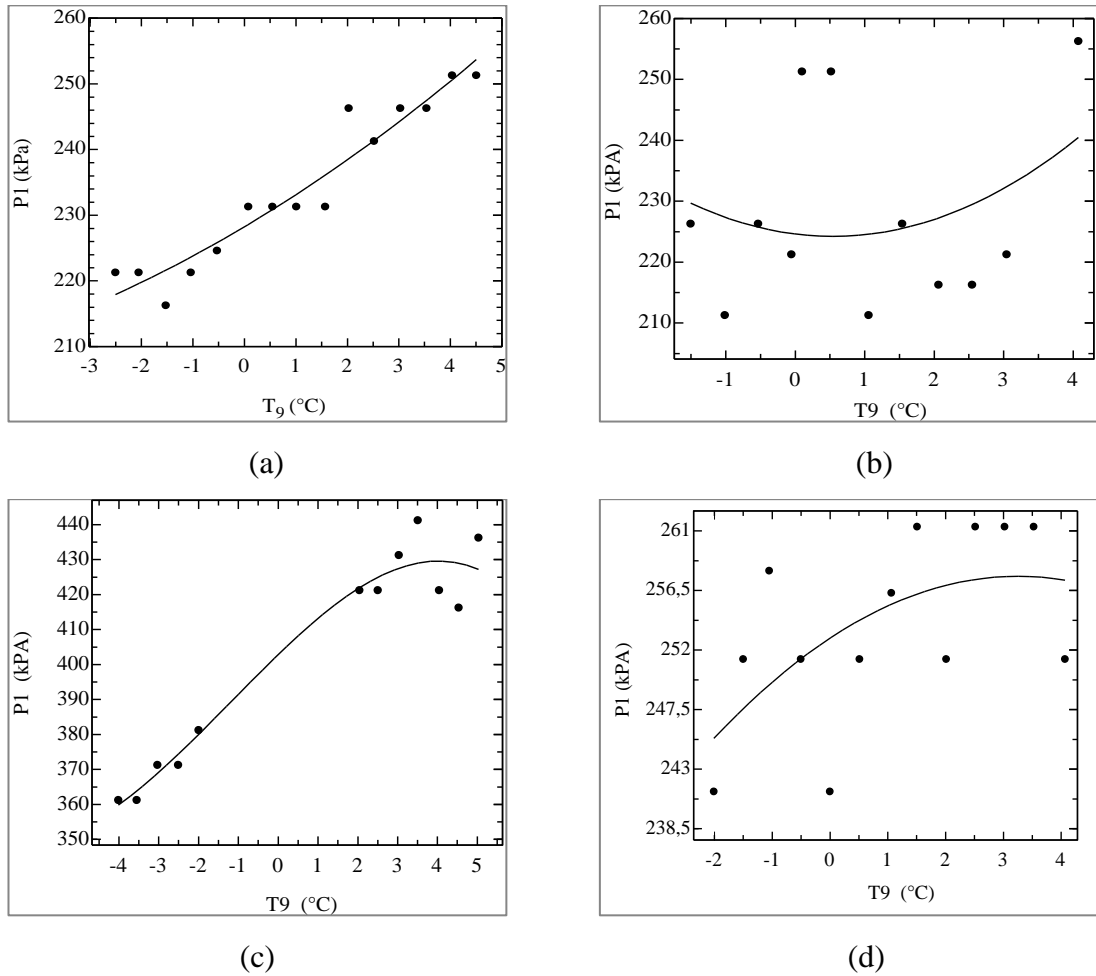 260
250
240
230
220
210
P1 (kPa)
-3 -2 -1 0 1 2 3 4 5
T9 (°C)
(a)
260
250
240
230
220
210
P1 (kPA)
-1 0 1 2 3 4
T9 (°C)
(b)
440
430
420
410
400
390
380
370
360
350
P1 (kPA)
-4 -3 -2 -1 0 1 2 3 4 5
T9 (°C)
(c)
261
256,5
252
247,5
243
238,5
P1 (kPA)
-2 -1 0 1 2 3 4
T9 (°C)
(d)